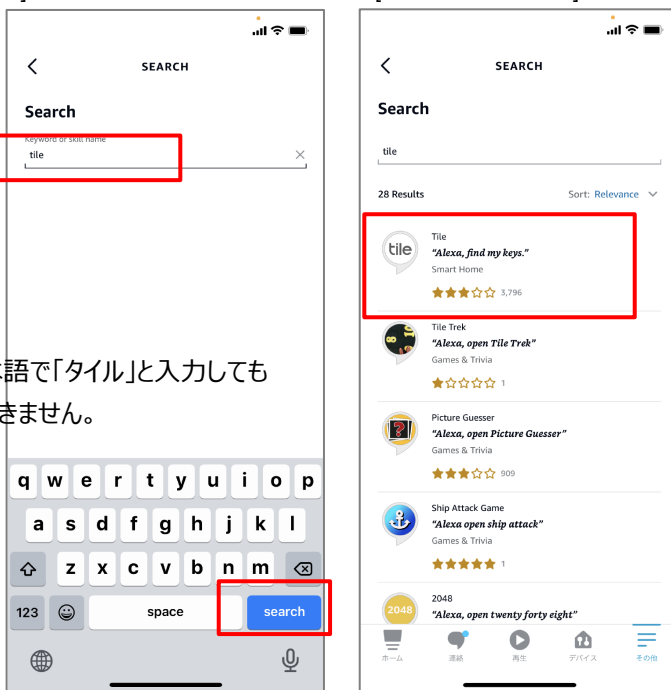 SEARCH
Search
Keyword or skill name
tile
語で「タイル」と入力しても
きません。
q w e r t y u i o p
a s d f g h j k l
z x c v b n m
123 space search
SEARCH
Search
tile
28 Results Sort: Relevance
tile
Tile
"Alexa, find my keys."
Smart Home
3,796
Tile Trek
"Alexa, open Tile Trek"
Games & Trivia
1
Picture Guesser
"Alexa, open Picture Guesser"
Games & Trivia
909
Ship Attack Game
"Alexa open ship attack"
Games & Trivia
1
2048
2048
"Alexa, open twenty forty eight"
ホーム 連絡 再生 デバイス その他